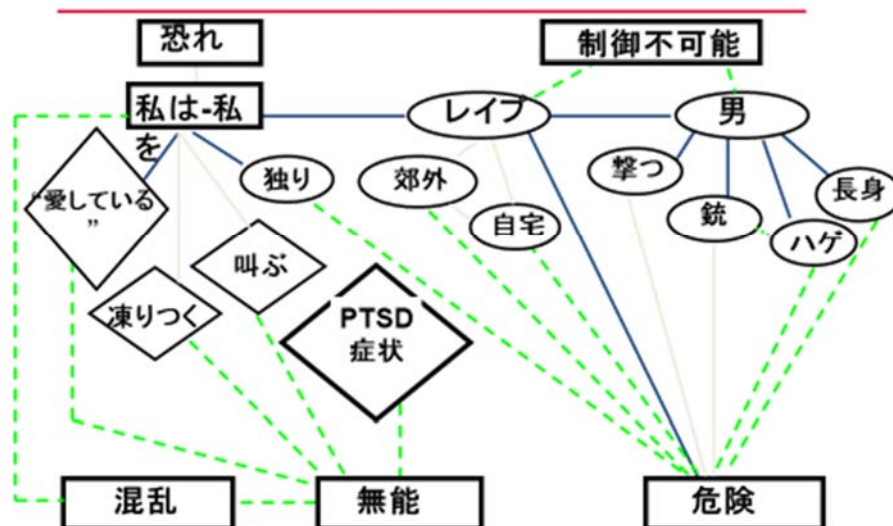 恐れ
制御不可能
私は-私
を
レイプ
男
独り
郊外
撃つ
長身
“愛している
”
自宅
銃
ハゲ
叫ぶ
凍りつく
PTSD
症状
混乱
無能
危険